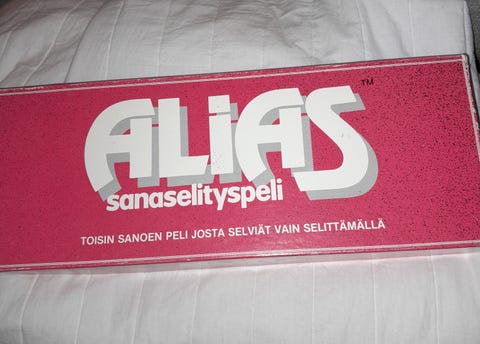 ALiAS™
sanaselityspeli
TOISIN SANOEN PELI JOSTA SELVIÄT VAIN SELITTÄMÄLLÄ